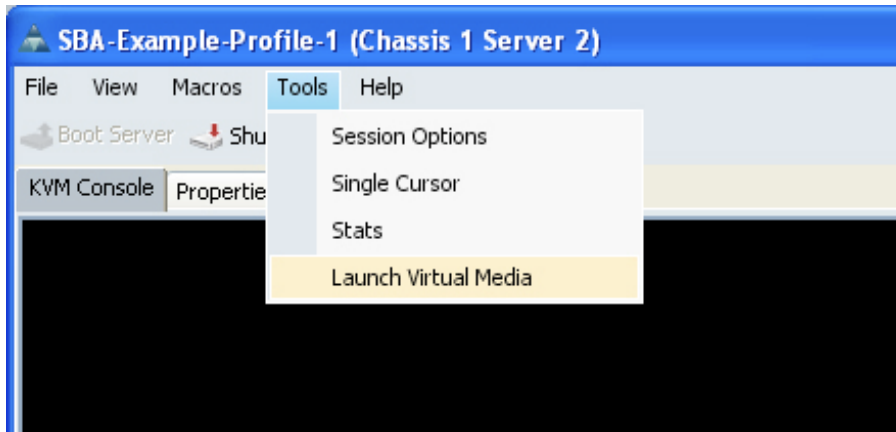 SBA-Example-Profile-1 (Chassis 1 Server 2)
File View Macros Tools Help
Boot Server Shu
KVM Console Propertie
Session Options
Single Cursor
Stats
Launch Virtual Media